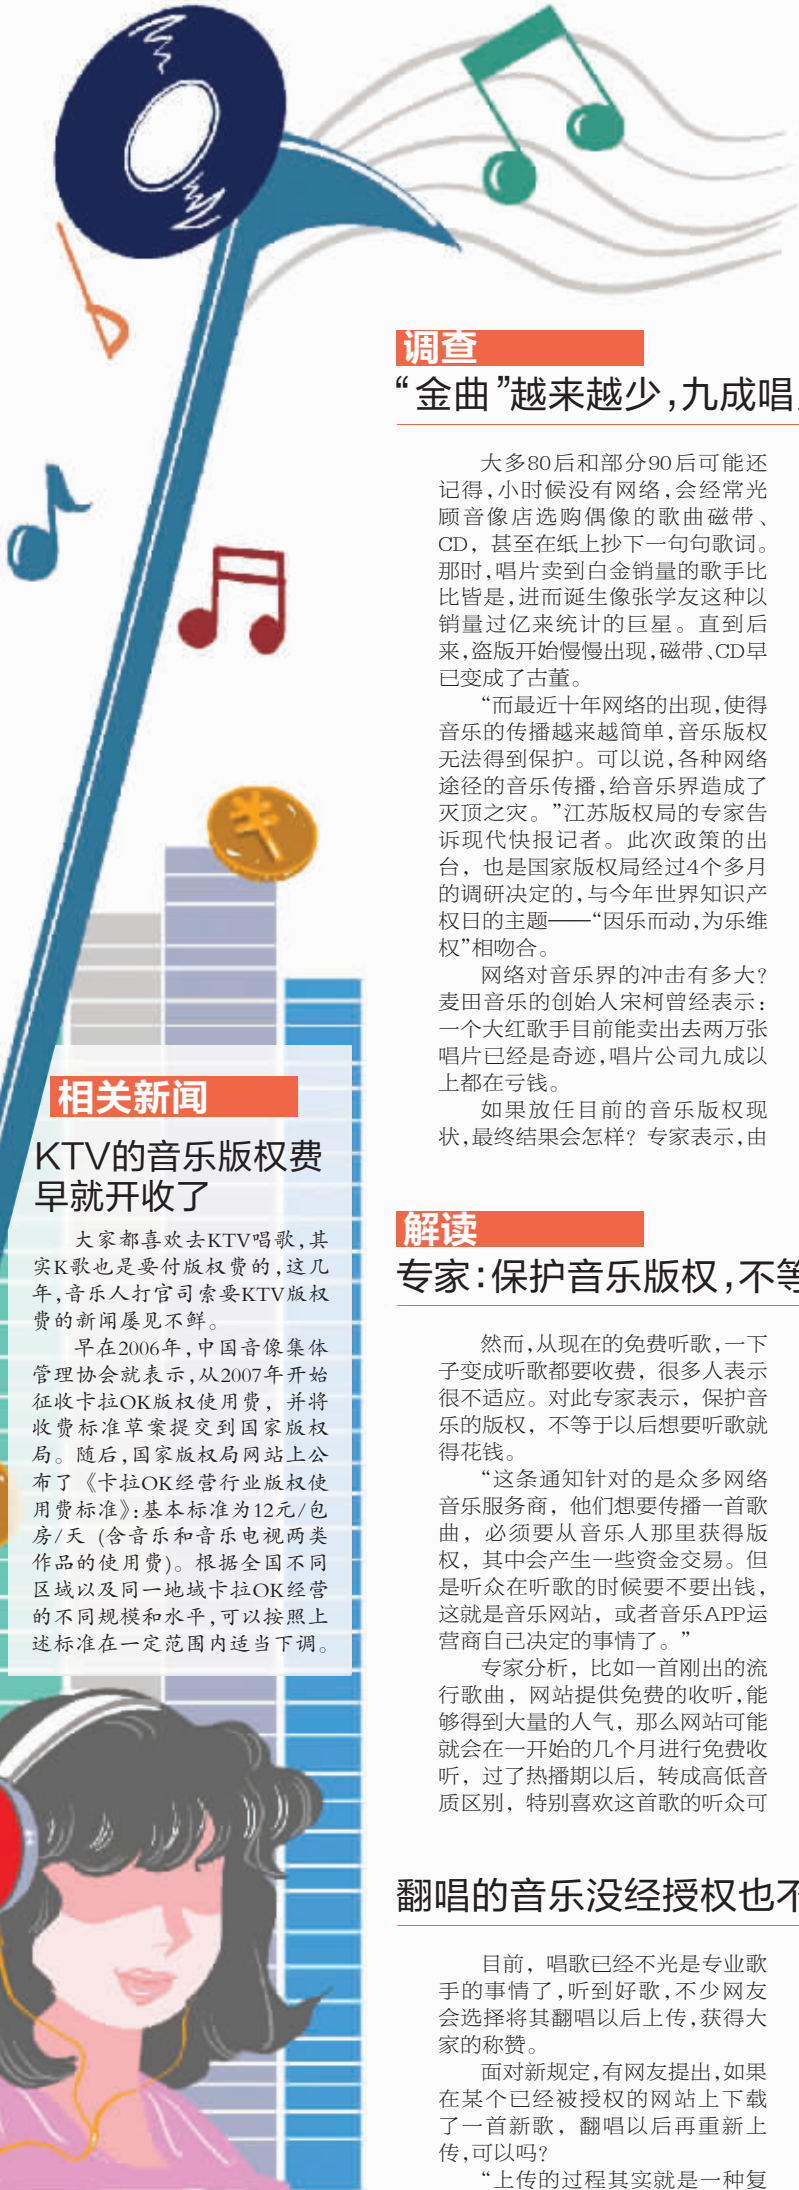 调查
“金曲”越来越少,九成唱
大多80后和部分90后可能还
记得,小时候没有网络,会经常光
顾音像店选购偶像的歌曲磁带、
CD，甚至在纸上抄下一句句歌词。
那时,唱片卖到白金销量的歌手比
比皆是,进而诞生像张学友这种以
销量过亿来统计的巨星。直到后
来,盗版开始慢慢出现,磁带、CD早
已变成了古董。
“而最近十年网络的出现,使得
音乐的传播越来越简单,音乐版权
无法得到保护。可以说,各种网络
途径的音乐传播,给音乐界造成了
灭顶之灾。”江苏版权局的专家告
诉现代快报记者。此次政策的出
台，也是国家版权局经过4个多月
的调研决定的,与今年世界知识产
权日的主题——“因乐而动,为乐维
权”相吻合。
网络对音乐界的冲击有多大?
麦田音乐的创始人宋柯曾经表示:
一个大红歌手目前能卖出去两万张
唱片已经是奇迹,唱片公司九成以
上都在亏钱。
如果放任目前的音乐版权现
状,最终结果会怎样? 专家表示,由
相关新闻
KTV的音乐版权费
早就开收了
大家都喜欢去KTV唱歌,其
实K歌也是要付版权费的,这几
年,音乐人打官司索要KTV版权
费的新闻屡见不鲜。
早在2006年,中国音像集体
管理协会就表示,从2007年开始
征收卡拉OK版权使用费，并将
收费标准草案提交到国家版权
局。随后,国家版权局网站上公
布了《卡拉OK经营行业版权使
用费标准》:基本标准为12元/包
房/天 (含音乐和音乐电视两类
作品的使用费)。根据全国不同
区域以及同一地域卡拉OK经营
的不同规模和水平,可以按照上
述标准在一定范围内适当下调。
解读
专家:保护音乐版权,不等
然而,从现在的免费听歌,一下
子变成听歌都要收费，很多人表示
很不适应。对此专家表示，保护音
乐的版权，不等于以后想要听歌就
得花钱。
“这条通知针对的是众多网络
音乐服务商，他们想要传播一首歌
曲，必须要从音乐人那里获得版
权，其中会产生一些资金交易。但
是听众在听歌的时候要不要出钱，
这就是音乐网站，或者音乐APP运
营商自己决定的事情了。”
专家分析，比如一首刚出的流
行歌曲，网站提供免费的收听,能
够得到大量的人气，那么网站可能
就会在一开始的几个月进行免费收
听，过了热播期以后，转成高低音
质区别，特别喜欢这首歌的听众可
翻唱的音乐没经授权也不
目前，唱歌已经不光是专业歌
手的事情了,听到好歌,不少网友
会选择将其翻唱以后上传,获得大
家的称赞。
面对新规定,有网友提出,如果
在某个已经被授权的网站上下载
了一首新歌，翻唱以后再重新上
传,可以吗?
“上传的过程其实就是一种复